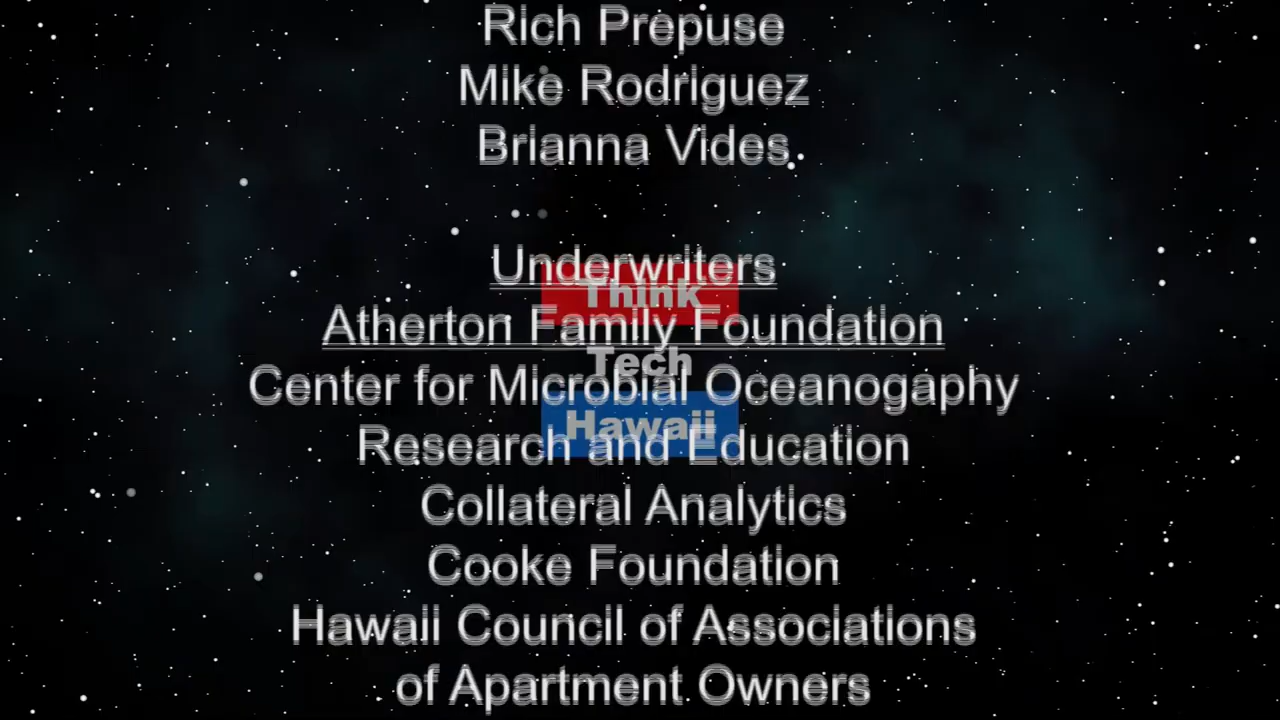 Rich Prepuse
Mike Rodriguez
Brianna Vides
Underwriters
Think
Atherton Family Foundation
Tech
Center for Microbial Oceanogaphy
Hawaii
Research and Education
Collateral Analytics
Cooke Foundation
Hawaii Council of Associations
of Apartment Owners